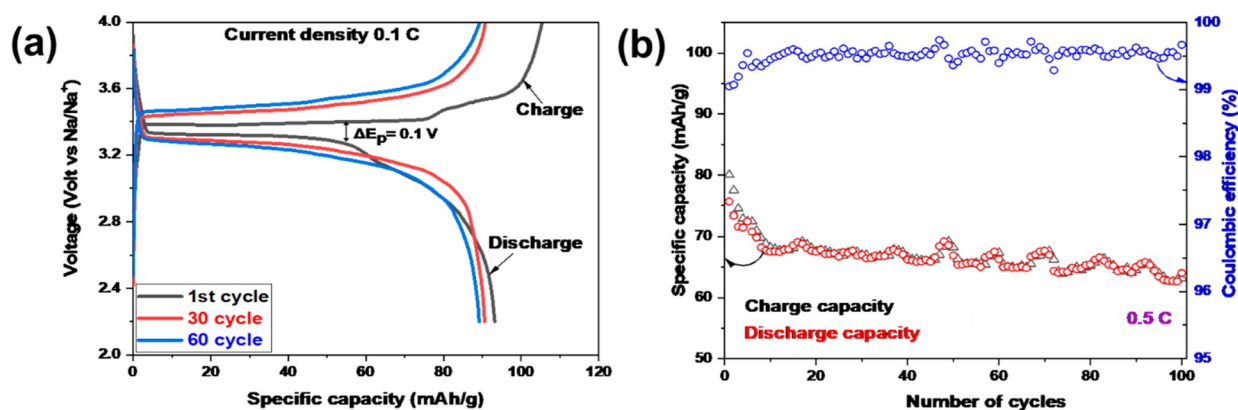 (a)
Current density 0.1 C
Charge
ΔEp= 0.1 V
Discharge
1st cycle
30 cycle
60 cycle
Voltage (Volt vs Na/Na+)
4.0
3.6
3.2
2.8
2.4
2.0
0 20 40 60 80 100 120
Specific capacity (mAh/g)
(b)
Specific capacity (mAh/g)
100
90
80
70
60
50
Charge capacity
Discharge capacity
0.5 C
0 20 40 60 80 100
Number of cycles
100
99
98
97
96
95
Coulombic efficiency (%)